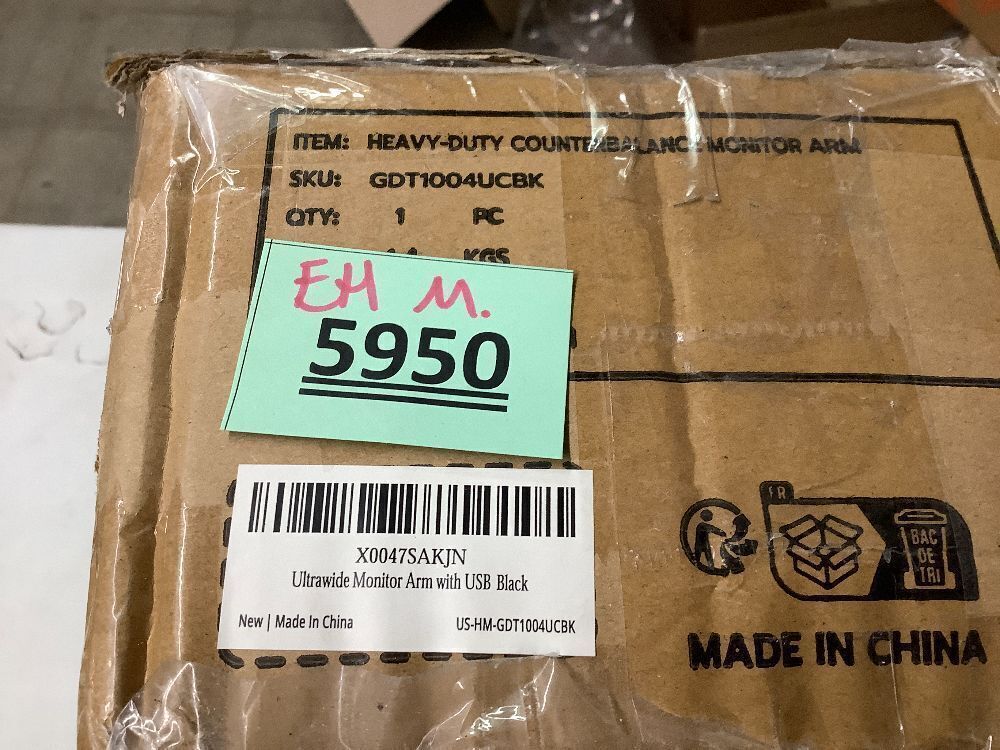 ITEM: HEAVY-DUTY COUNTERBALANCE MONITOR ARM
SKU: GDT1004UCBK
QTY: 1 PC
KGS
EH M.
5950
X0047SAKJN
Ultrawide Monitor Arm with USB Black
New | Made In China US-HM-GDT1004UCBK
FR
BAC
DE
TRI
MADE IN CHINA